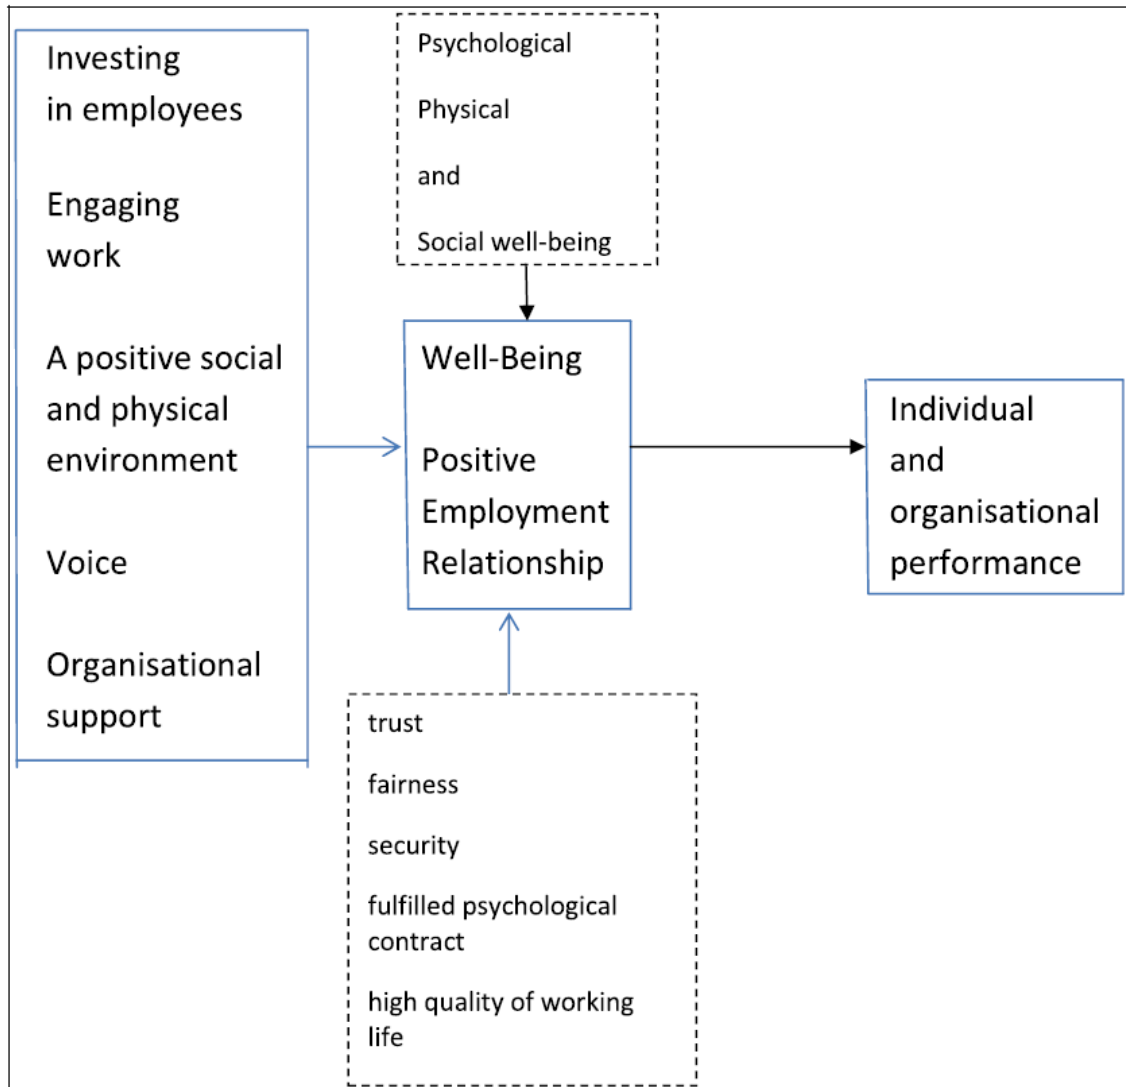 Investing
in employees
Engaging
work
A positive social
and physical
environment
Voice
Organisational
support
Psychological
Physical
and
Social well-being
Well-Being
Positive
Employment
Relationship
trust
fairness
security
fulfilled psychological
contract
high quality of working
life
Individual
and
organisational
performance